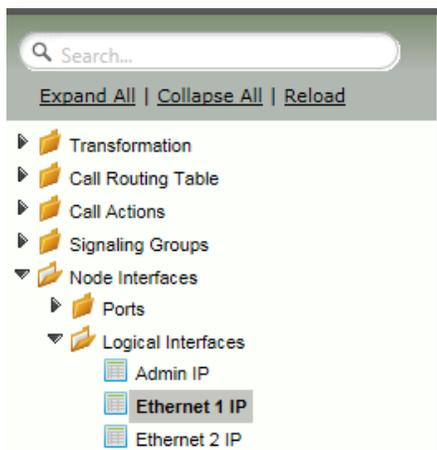 Search...
Expand All | Collapse All | Reload
Transformation
Call Routing Table
Call Actions
Signaling Groups
Node Interfaces
Ports
Logical Interfaces
Admin IP
Ethernet 1 IP
Ethernet 2 IP